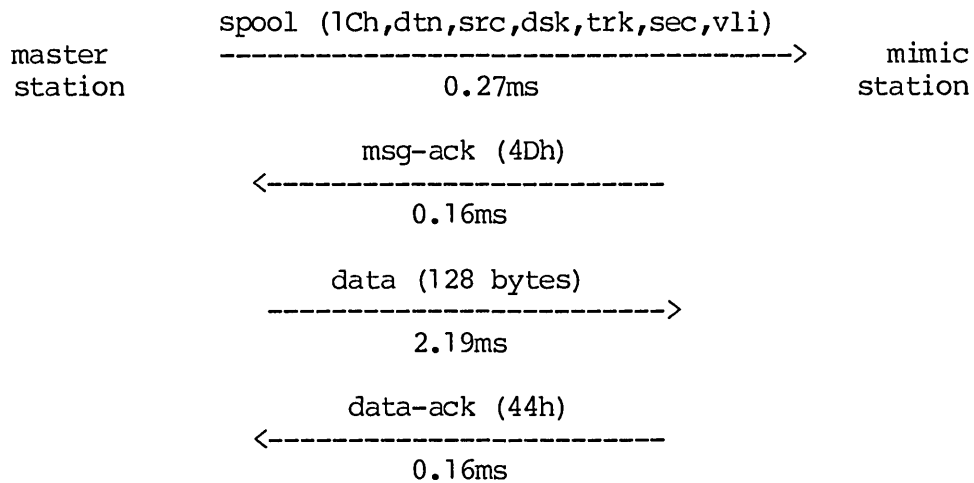 spool (1Ch,dtn,src,dsk,trk,sec,vli)
master ----------------------------------> mimic
station 0.27ms station
msg-ack (4Dh)
<------------------------
0.16ms
data (128 bytes)
------------------------>
2.19ms
data-ack (44h)
<------------------------
0.16ms